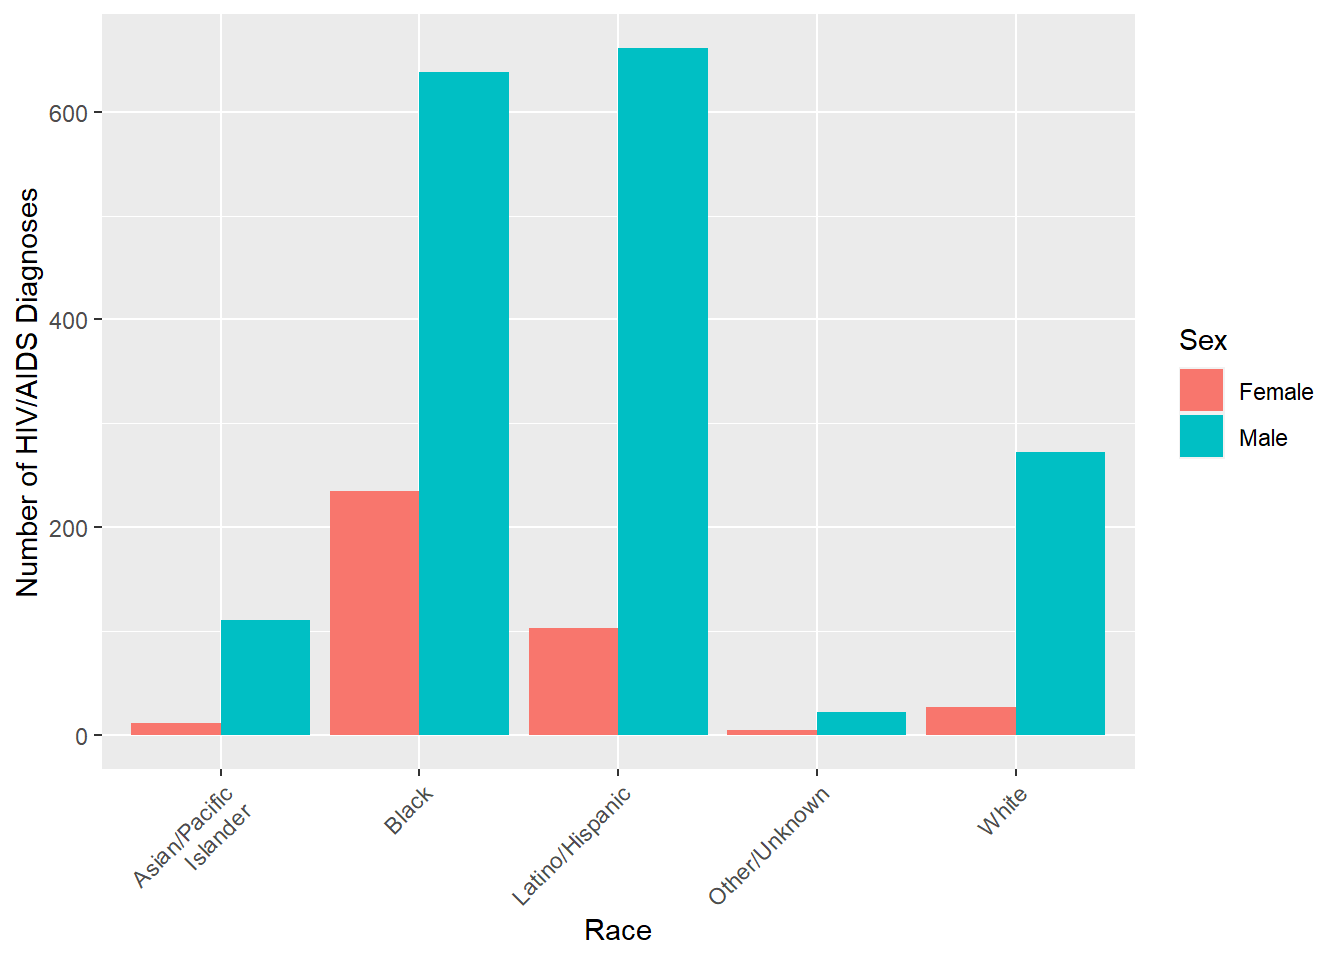 Number of HIV/AIDS Diagnoses
600
400
200
0
Asian/Pacific
Islander
Black
Latino/Hispanic
Other/Unknown
White
Race
Sex
Female
Male